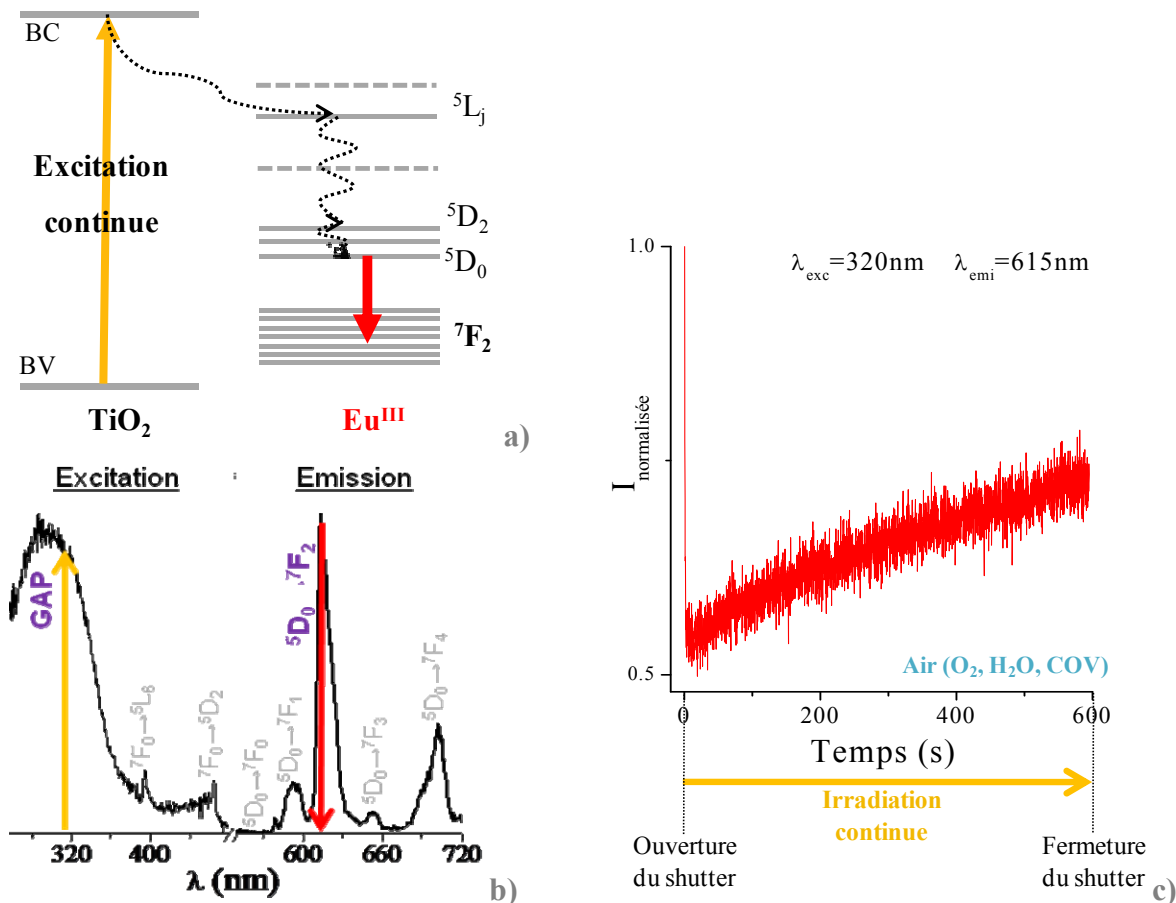 BC
⁵Lⱼ
Excitation
continue
⁵D₂
⁵D₀
⁷F₂
BV
TiO₂
Euᴵᴵᴵ
a)
Excitation
Emission
GAP
⁷F₀→⁵L₆
⁷F₀→⁵D₂
⁵D₀→⁷F₀
⁵D₀→⁷F₁
⁵D₀→⁷F₂
⁵D₀→⁷F₃
⁵D₀→⁷F₄
320 400 600 660 720
λ (nm)
b)
1.0
λexc=320nm λemi=615nm
I normalisée
Air (O₂, H₂O, COV)
0.5
0 200 400 600
Temps (s)
Irradiation
continue
Ouverture
du shutter
Fermeture
du shutter
c)